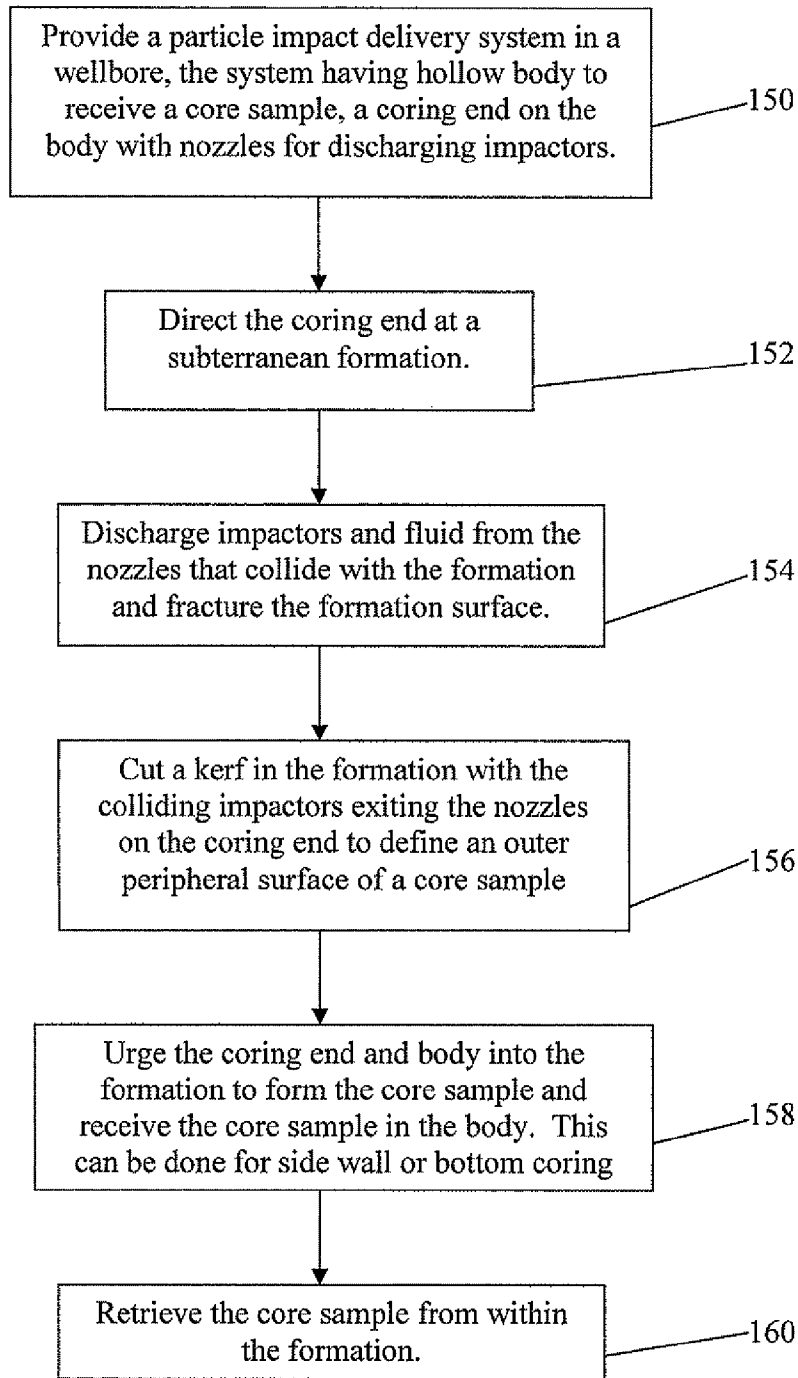 Provide a particle impact delivery system in a
wellbore, the system having hollow body to
receive a core sample, a coring end on the
body with nozzles for discharging impactors.
150
Direct the coring end at a
subterranean formation.
152
Discharge impactors and fluid from the
nozzles that collide with the formation
and fracture the formation surface.
154
Cut a kerf in the formation with the
colliding impactors exiting the nozzles
on the coring end to define an outer
peripheral surface of a core sample
156
Urge the coring end and body into the
formation to form the core sample and
receive the core sample in the body. This
can be done for side wall or bottom coring
158
Retrieve the core sample from within
the formation.
160